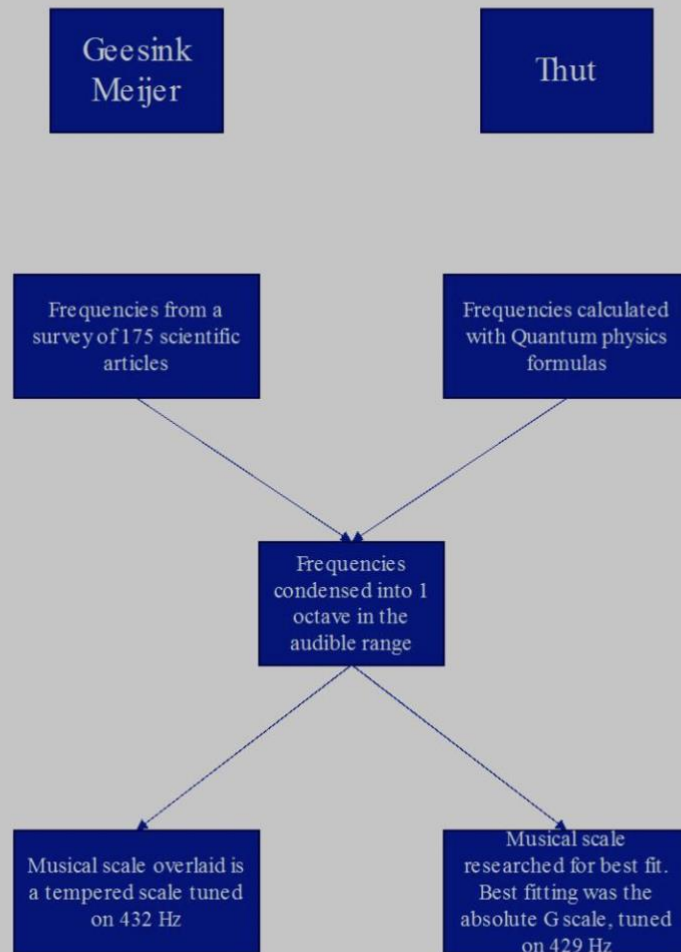 Geesink
Meijer
Thut
Frequencies from a
survey of 175 scientific
articles
Frequencies calculated
with Quantum physics
formulas
Frequencies
condensed into 1
octave in the
audible range
Musical scale overlaid is
a tempered scale tuned
on 432 Hz
Musical scale
researched for best fit.
Best fitting was the
absolute G scale, tuned
on 429 Hz